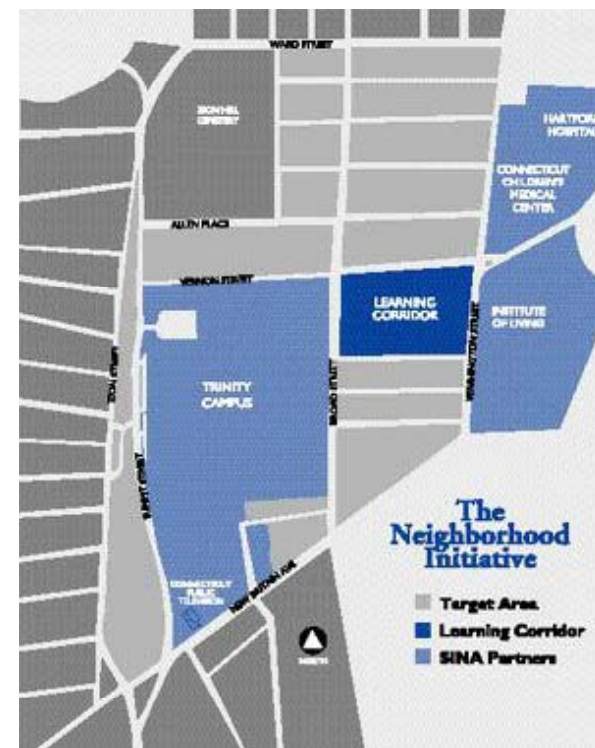 WARD STREET
ZION HILL
CEMETERY
HARTFORD
HOSPITAL
CONNECTICUT
CHILDREN'S
MEDICAL
CENTER
ALLEN PLACE
VERNON STREET
LEARNING
CORRIDOR
INSTITUTE
OF LIVING
WASHINGTON STREET
ZION STREET
TRINITY
CAMPUS
BROAD STREET
SUMMIT STREET
The
Neighborhood
Initiative
CONNECTICUT
PUBLIC
TELEVISION
NEW BRITAIN AVE
NORTH
Target Area
Learning Corridor
SINA Partners